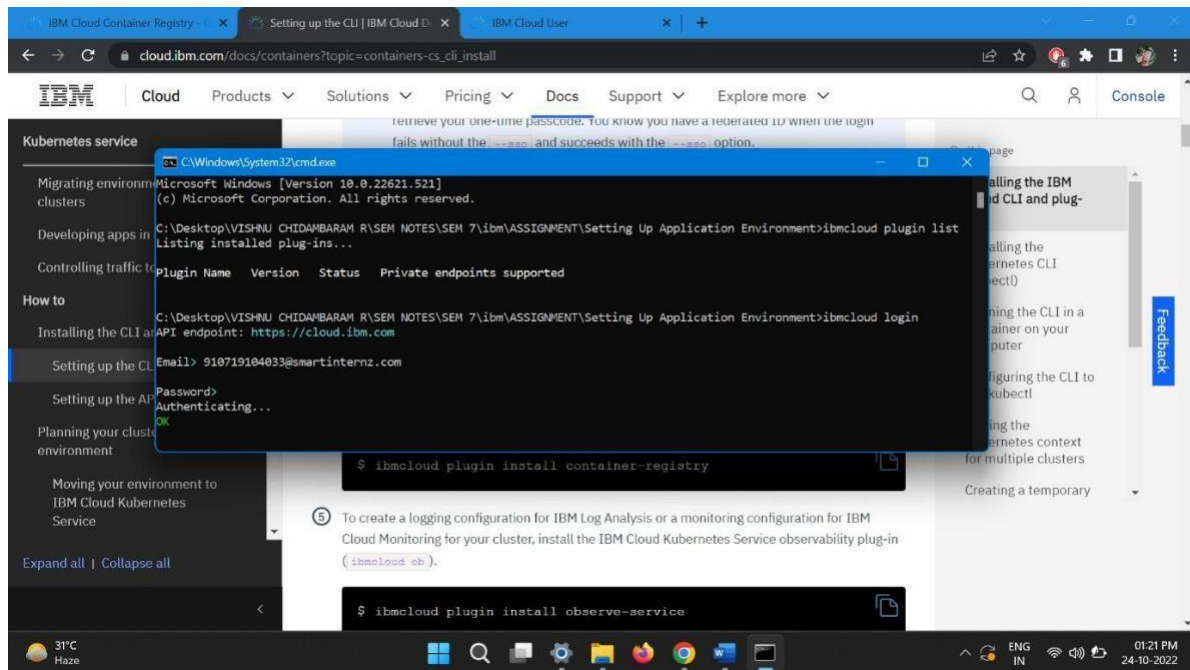 IBM Cloud Container Registry -
Setting up the CLI | IBM Cloud D
IBM Cloud User
cloud.ibm.com/docs/containers?topic=containers-cs_cli_install
IBM
Cloud
Products
Solutions
Pricing
Docs
Support
Explore more
Console
Kubernetes service
Migrating environm
clusters
Developing apps in
Controlling traffic to
How to
Installing the CLI an
Setting up the CL
Setting up the AP
Planning your cluste
environment
Moving your environment to
IBM Cloud Kubernetes
Service
Expand all | Collapse all
retrieve your one-time passcode. You know you have a federated ID when the login
fails without the --sso and succeeds with the --sso option.
C:\Windows\System32\cmd.exe
Microsoft Windows [Version 10.0.22621.521]
(c) Microsoft Corporation. All rights reserved.
C:\Desktop\VISHNU CHIDAMBARAM R\SEM NOTES\SEM 7\ibm\ASSIGNMENT\Setting Up Application Environment>ibmcloud plugin list
Listing installed plug-ins...
Plugin Name Version Status Private endpoints supported
C:\Desktop\VISHNU CHIDAMBARAM R\SEM NOTES\SEM 7\ibm\ASSIGNMENT\Setting Up Application Environment>ibmcloud login
API endpoint: https://cloud.ibm.com
Email> 910719104033@smartinternz.com
Password>
Authenticating...
OK
$ ibmcloud plugin install container-registry
5 To create a logging configuration for IBM Log Analysis or a monitoring configuration for IBM
Cloud Monitoring for your cluster, install the IBM Cloud Kubernetes Service observability plug-in
( ibmcloud ob ).
$ ibmcloud plugin install observe-service
page
alling the IBM
d CLI and plug-
alling the
ernetes CLI
ectl)
ning the CLI in a
ainer on your
puter
figuring the CLI to
kubectl
ing the
ernetes context
for multiple clusters
Creating a temporary
Feedback
31°C
Haze
ENG
IN
01:21 PM
24-10-2022